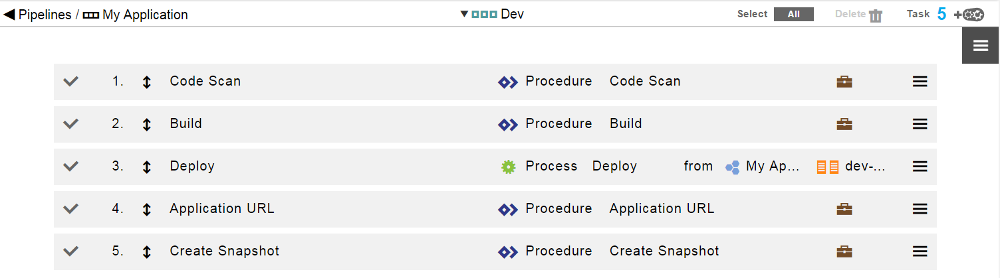 Pipelines / My Application Dev Select All Delete Task 5
1. Code Scan Procedure Code Scan
2. Build Procedure Build
3. Deploy Process Deploy from My Ap... dev-...
4. Application URL Procedure Application URL
5. Create Snapshot Procedure Create Snapshot